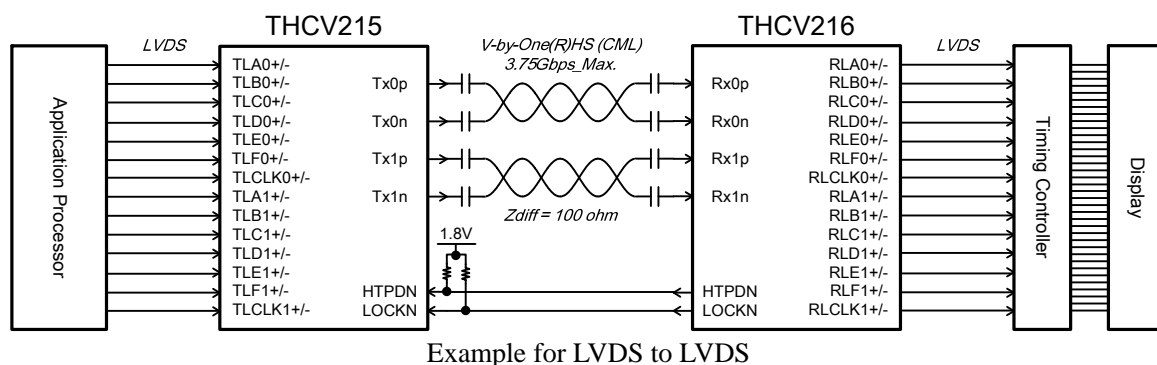 THCV215
THCV216
LVDS
V-by-One(R)HS (CML)
3.75Gbps_Max.
LVDS
Application Processor
TLA0+/-
TLB0+/-
TLC0+/-
TLD0+/-
TLE0+/-
TLF0+/-
TLCLK0+/-
TLA1+/-
TLB1+/-
TLC1+/-
TLD1+/-
TLE1+/-
TLF1+/-
TLCLK1+/-
Tx0p
Tx0n
Tx1p
Tx1n
HTPDN
LOCKN
Zdiff = 100 ohm
1.8V
Rx0p
Rx0n
Rx1p
Rx1n
HTPDN
LOCKN
RLA0+/-
RLB0+/-
RLC0+/-
RLD0+/-
RLE0+/-
RLF0+/-
RLCLK0+/-
RLA1+/-
RLB1+/-
RLC1+/-
RLD1+/-
RLE1+/-
RLF1+/-
RLCLK1+/-
Timing Controller
Display
Example for LVDS to LVDS